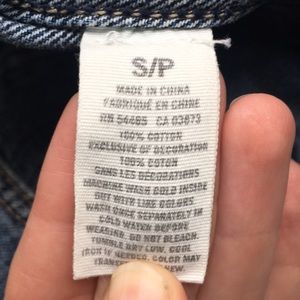 S/P
MADE IN CHINA
FABRIQUÉ EN CHINE
RN 54485 CA 03873
100% COTTON
EXCLUSIVE OF DECORATION
100% COTON
SANS LES DÉCORATIONS
MACHINE WASH COLD INSIDE
OUT WITH LIKE COLORS
WASH ONCE SEPARATELY IN
COLD WATER BEFORE
WEARING. DO NOT BLEACH.
TUMBLE DRY LOW. COOL
IRON IF NEEDED. COLOR MAY
TRANSFER